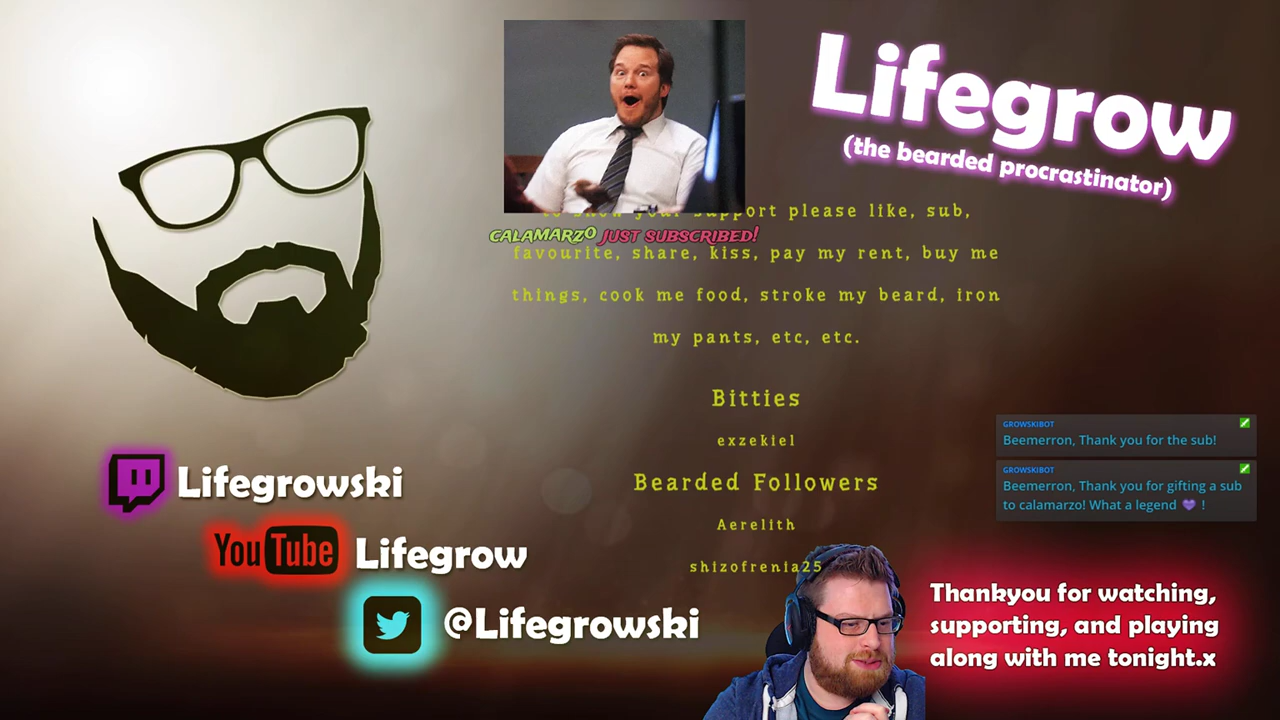 Lifegrow
(the bearded procrastinator)
to show your support please like, sub,
CALAMARZO JUST SUBSCRIBED!
favourite, share, kiss, pay my rent, buy me
things, cook me food, stroke my beard, iron
my pants, etc, etc.
Bitties
exzekiel
Bearded Followers
Aerelith
shizofrenia25
GROWSKIBOT
Beemerron, Thank you for the sub!
GROWSKIBOT
Beemerron, Thank you for gifting a sub
to calamarzo! What a legend 💜 !
Lifegrowski
YouTube Lifegrow
@Lifegrowski
Thankyou for watching,
supporting, and playing
along with me tonight.x